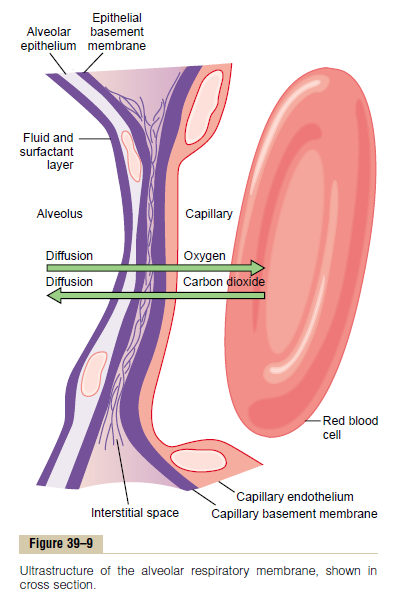 Alveolar
epithelium
Epithelial
basement
membrane
Fluid and
surfactant
layer
Alveolus
Capillary
Diffusion
Oxygen
Diffusion
Carbon dioxide
Red blood
cell
Interstitial space
Capillary endothelium
Capillary basement membrane
Figure 39–9
Ultrastructure of the alveolar respiratory membrane, shown in
cross section.